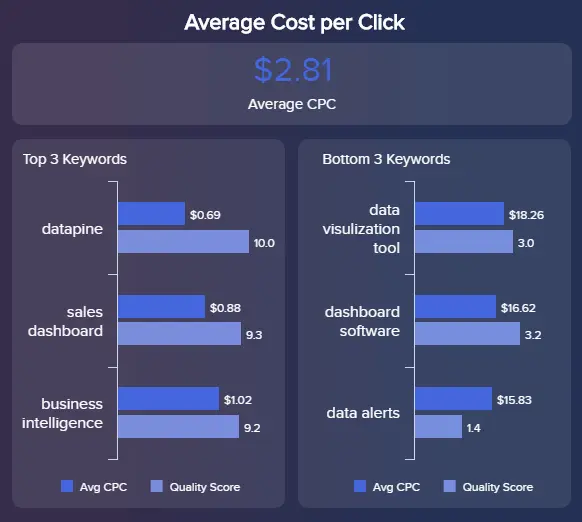 Average Cost per Click
$2.81
Average CPC
Top 3 Keywords
datapine
$0.69
10.0
sales
dashboard
$0.88
9.3
business
intelligence
$1.02
9.2
Avg CPC
Quality Score
Bottom 3 Keywords
data
visulization
tool
$18.26
3.0
dashboard
software
$16.62
3.2
data alerts
$15.83
1.4
Avg CPC
Quality Score